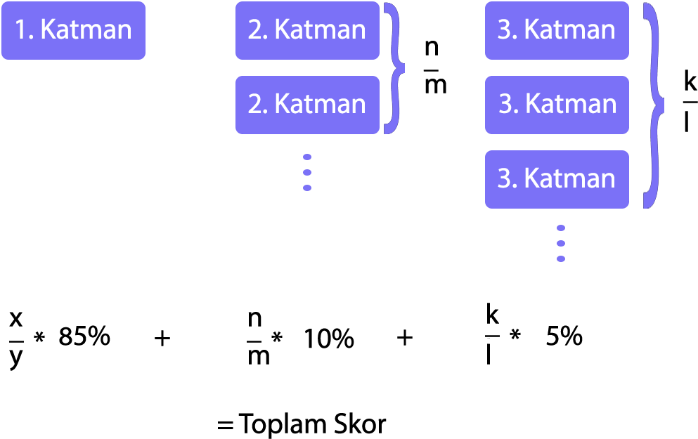 1. Katman
2. Katman
3. Katman
n
m
2. Katman
3. Katman
k
l
3. Katman
x
y
* 85% +
n
m
* 10% +
k
l
* 5%
= Toplam Skor